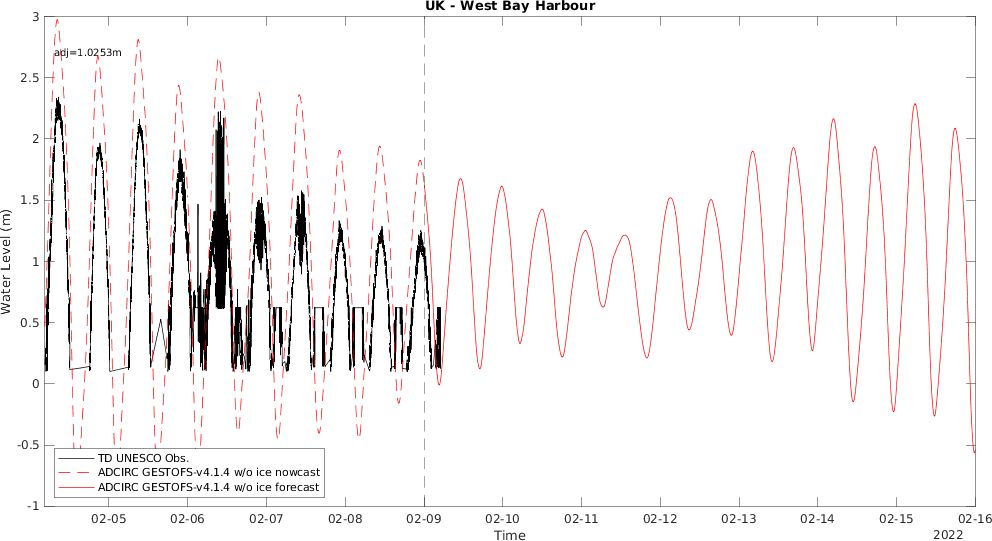 UK - West Bay Harbour
3
adj=1.0253m
2.5
2
1.5
1
0.5
0
-0.5
-1
Water Level (m)
TD UNESCO Obs.
ADCIRC GESTOFS-v4.1.4 w/o ice nowcast
ADCIRC GESTOFS-v4.1.4 w/o ice forecast
02-05 02-06 02-07 02-08 02-09 02-10 02-11 02-12 02-13 02-14 02-15 02-16
Time
2022